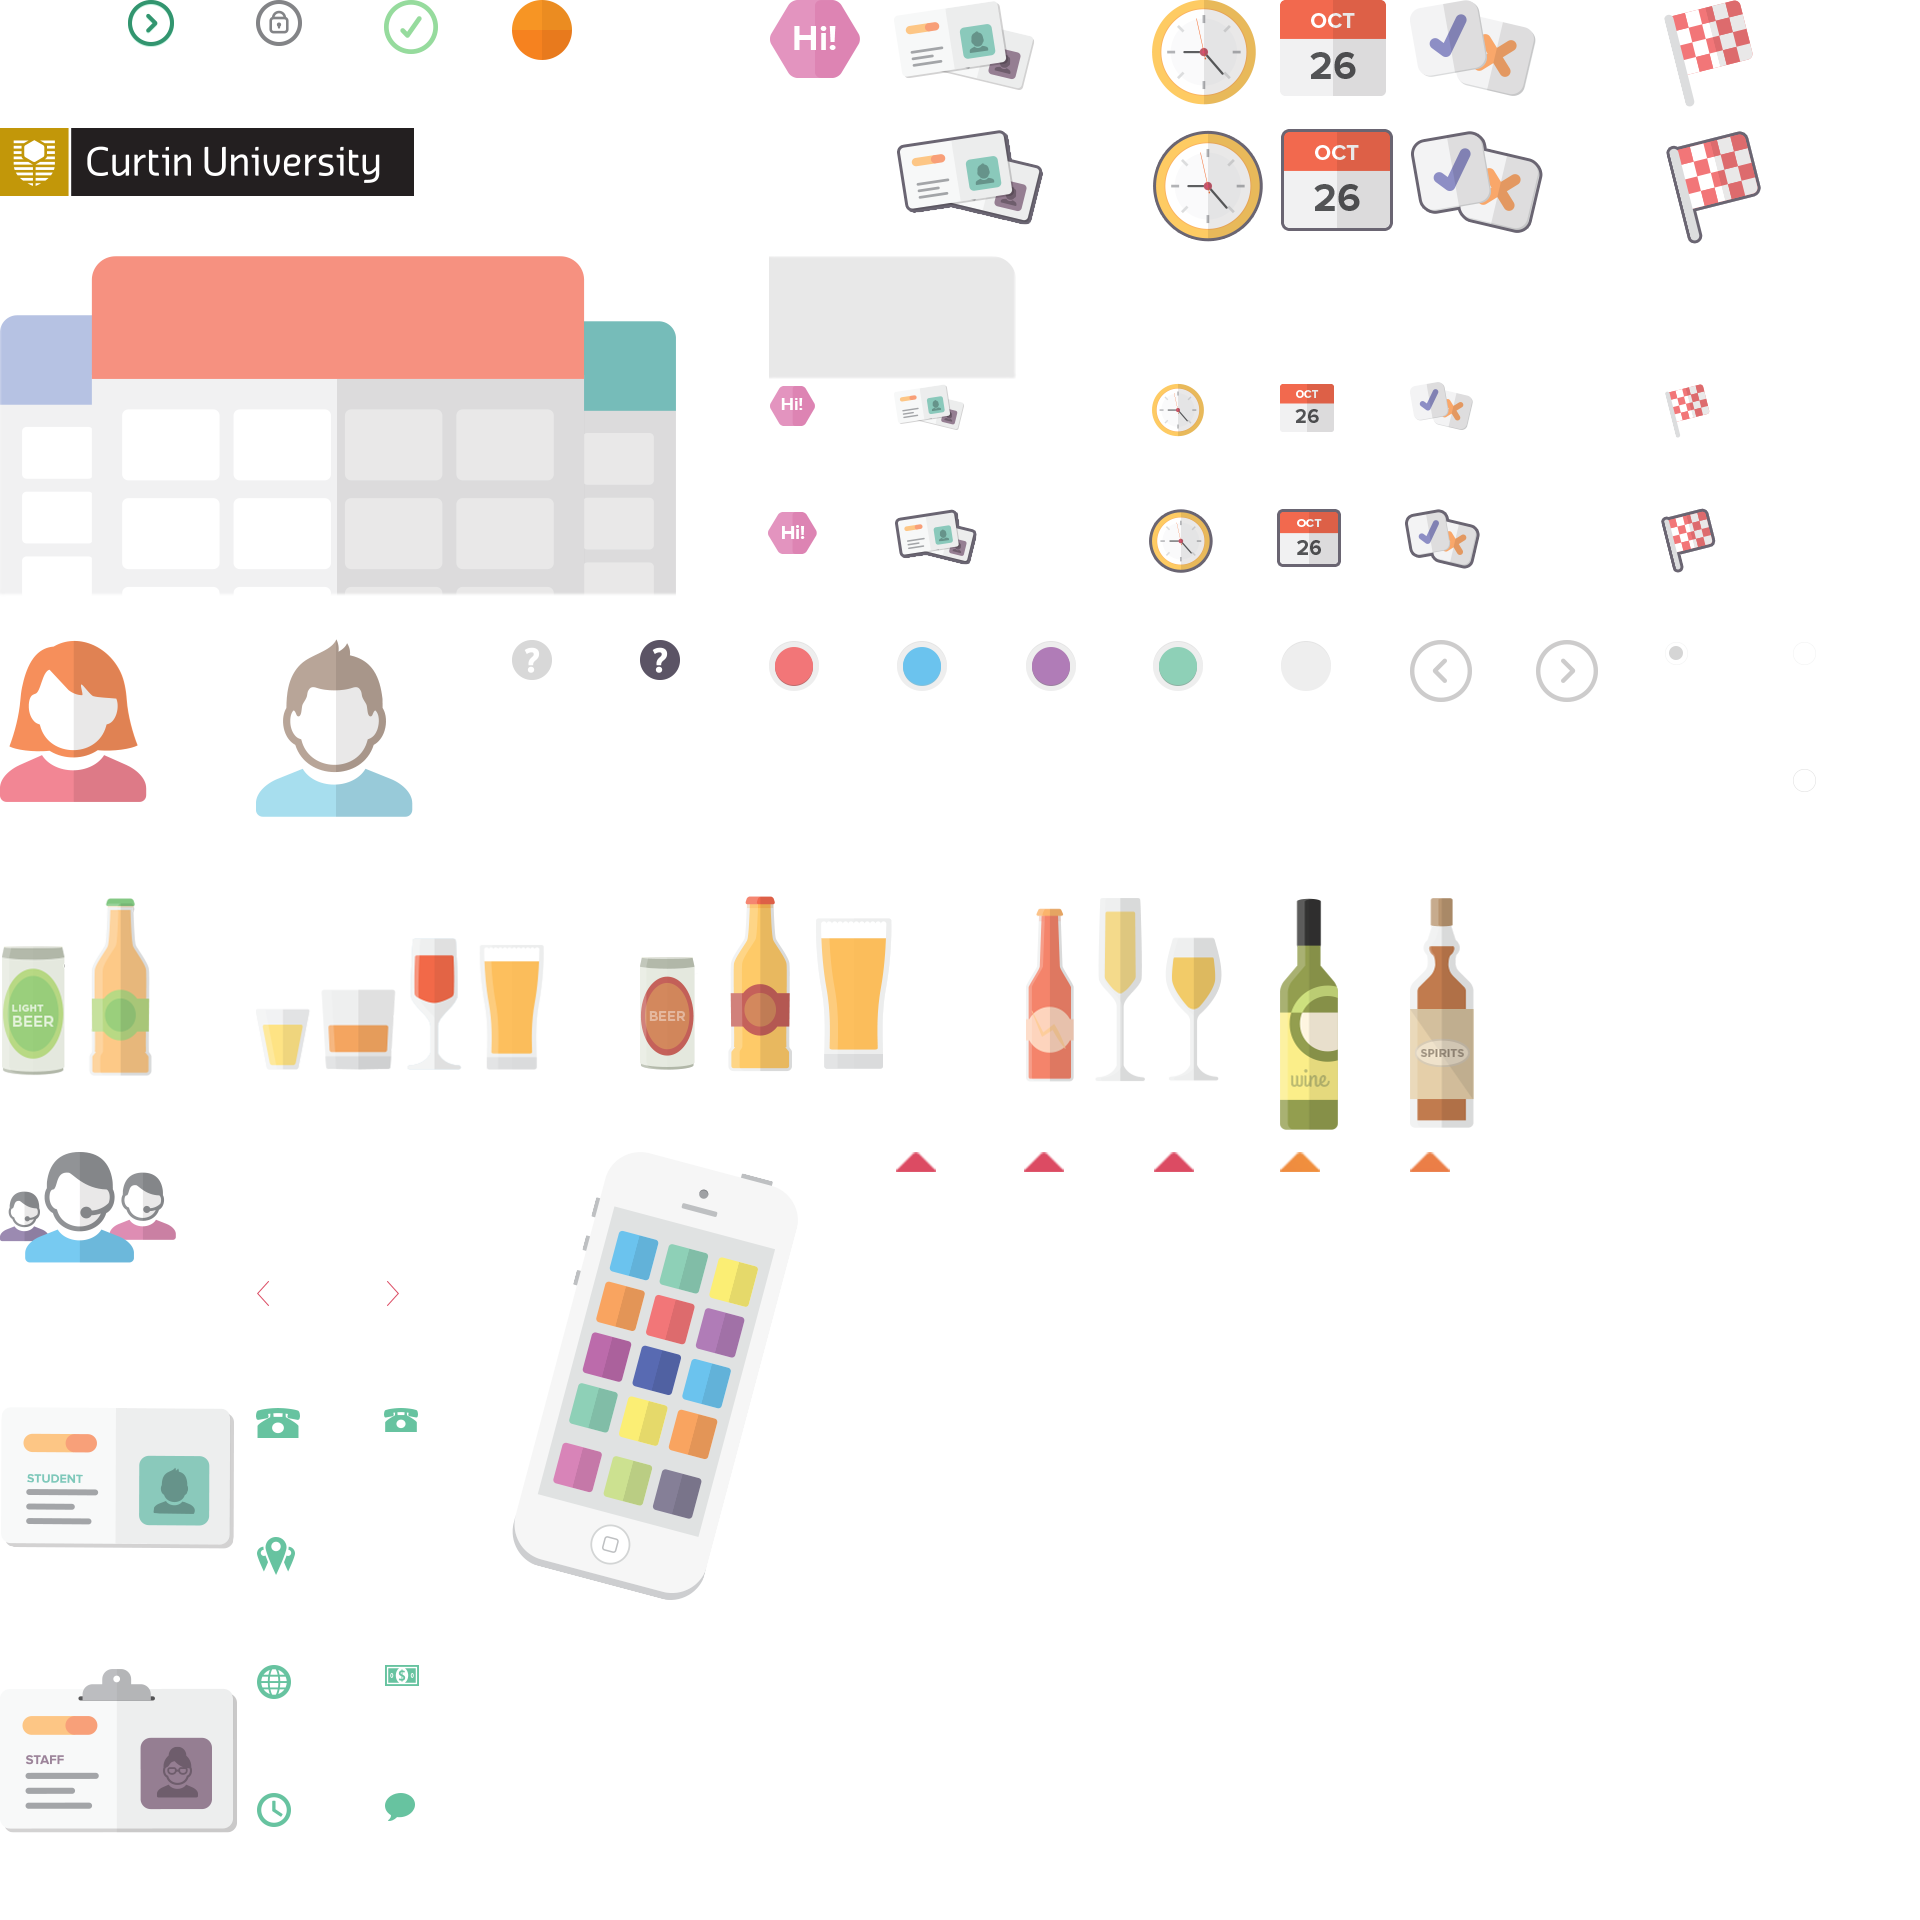 Hi!
OCT
26
Curtin University
OCT
26
Hi!
OCT
26
Hi!
OCT
26
?
?
LIGHT
BEER
BEER
wine
SPIRITS
STUDENT
$
STAFF